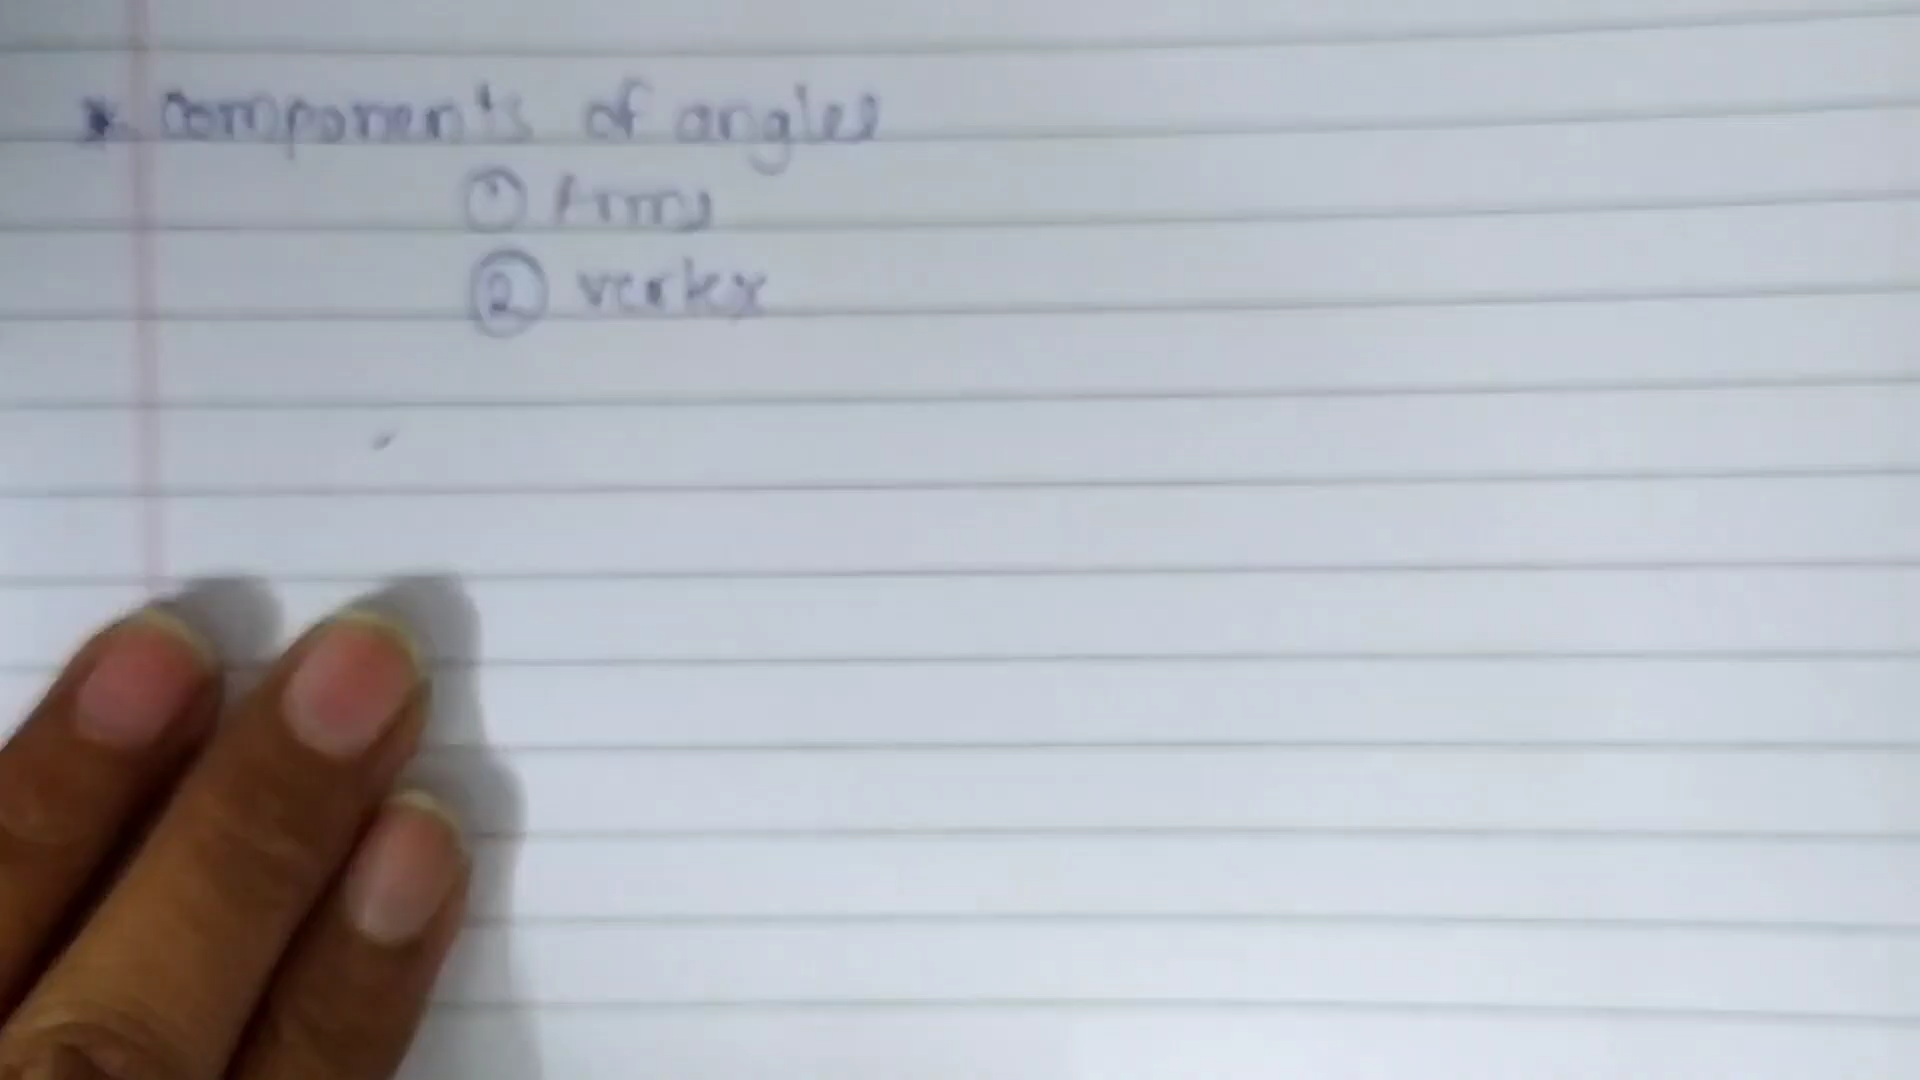 * components of angles
① Arms
② vertex